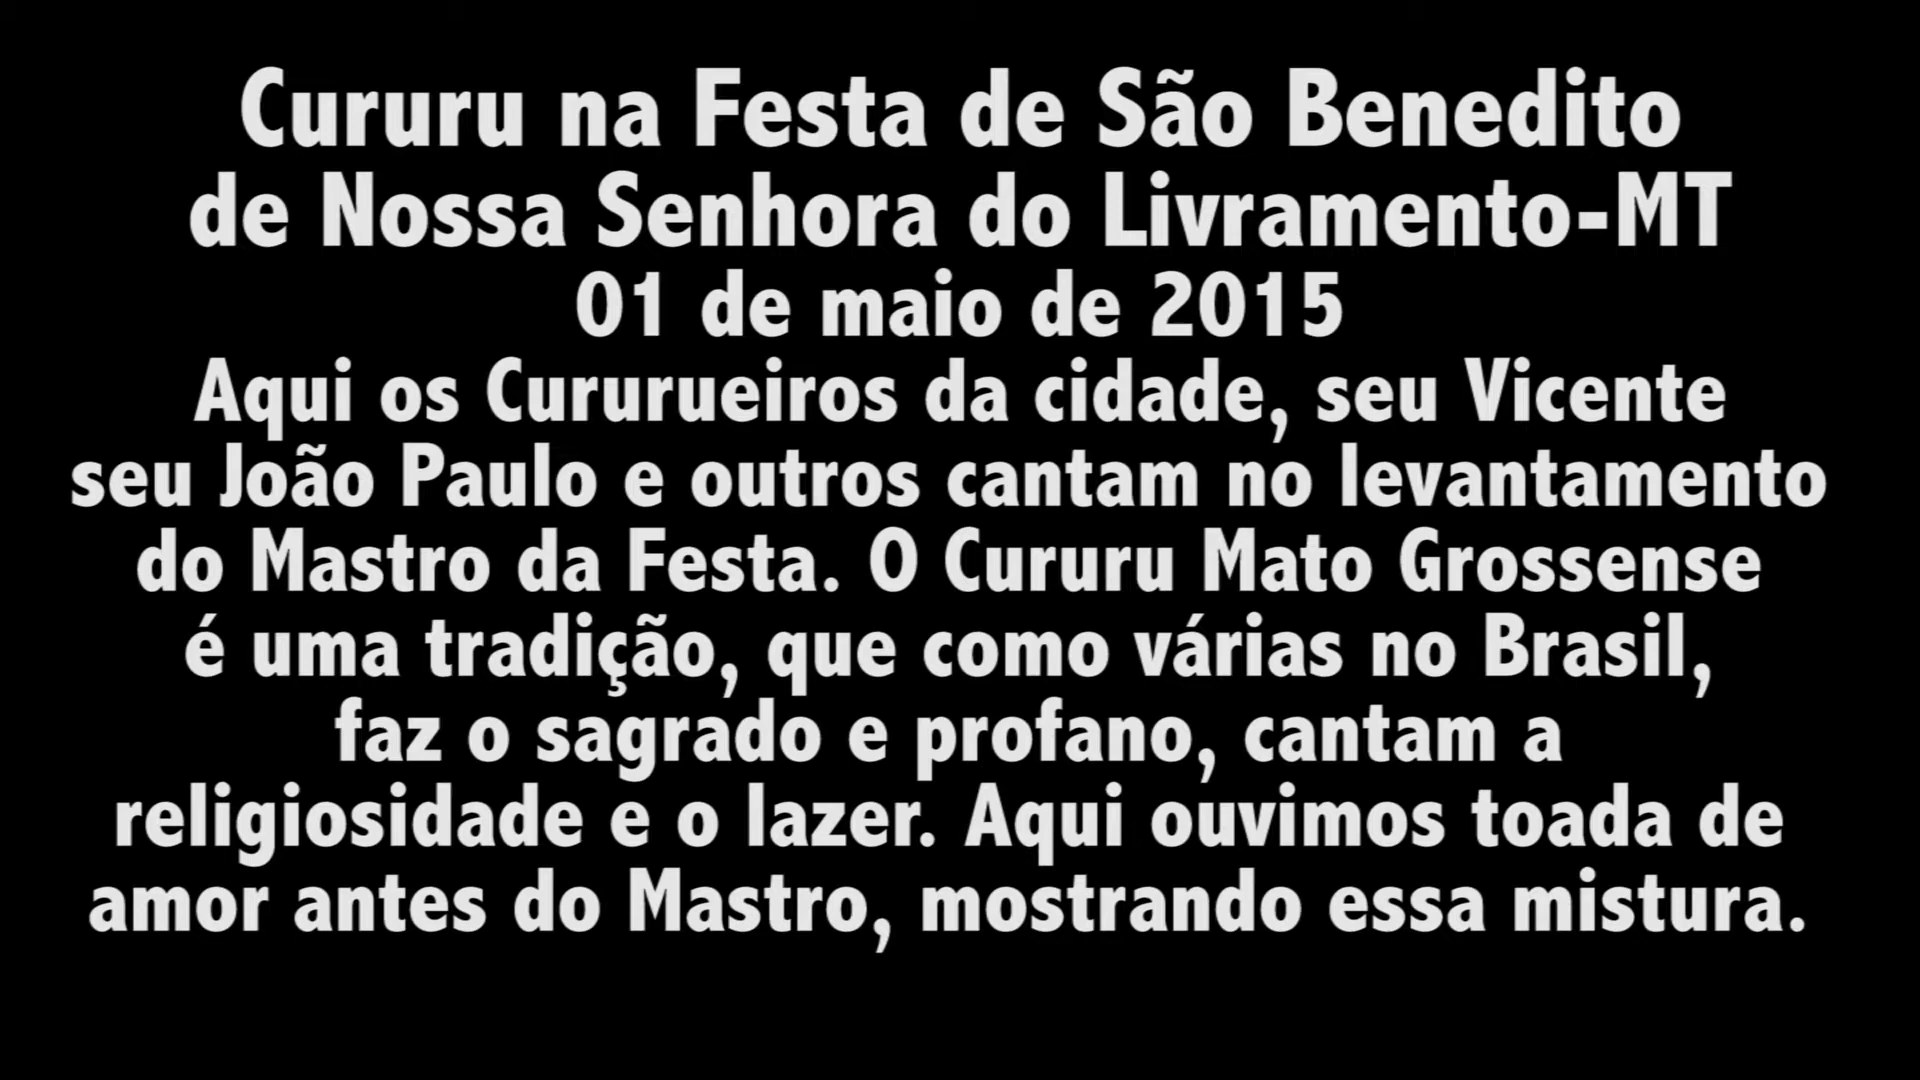 Cururu na Festa de São Benedito
de Nossa Senhora do Livramento-MT
01 de maio de 2015
Aqui os Cururueiros da cidade, seu Vicente
seu João Paulo e outros cantam no levantamento
do Mastro da Festa. O Cururu Mato Grossense
é uma tradição, que como várias no Brasil,
faz o sagrado e profano, cantam a
religiosidade e o lazer. Aqui ouvimos toada de
amor antes do Mastro, mostrando essa mistura.